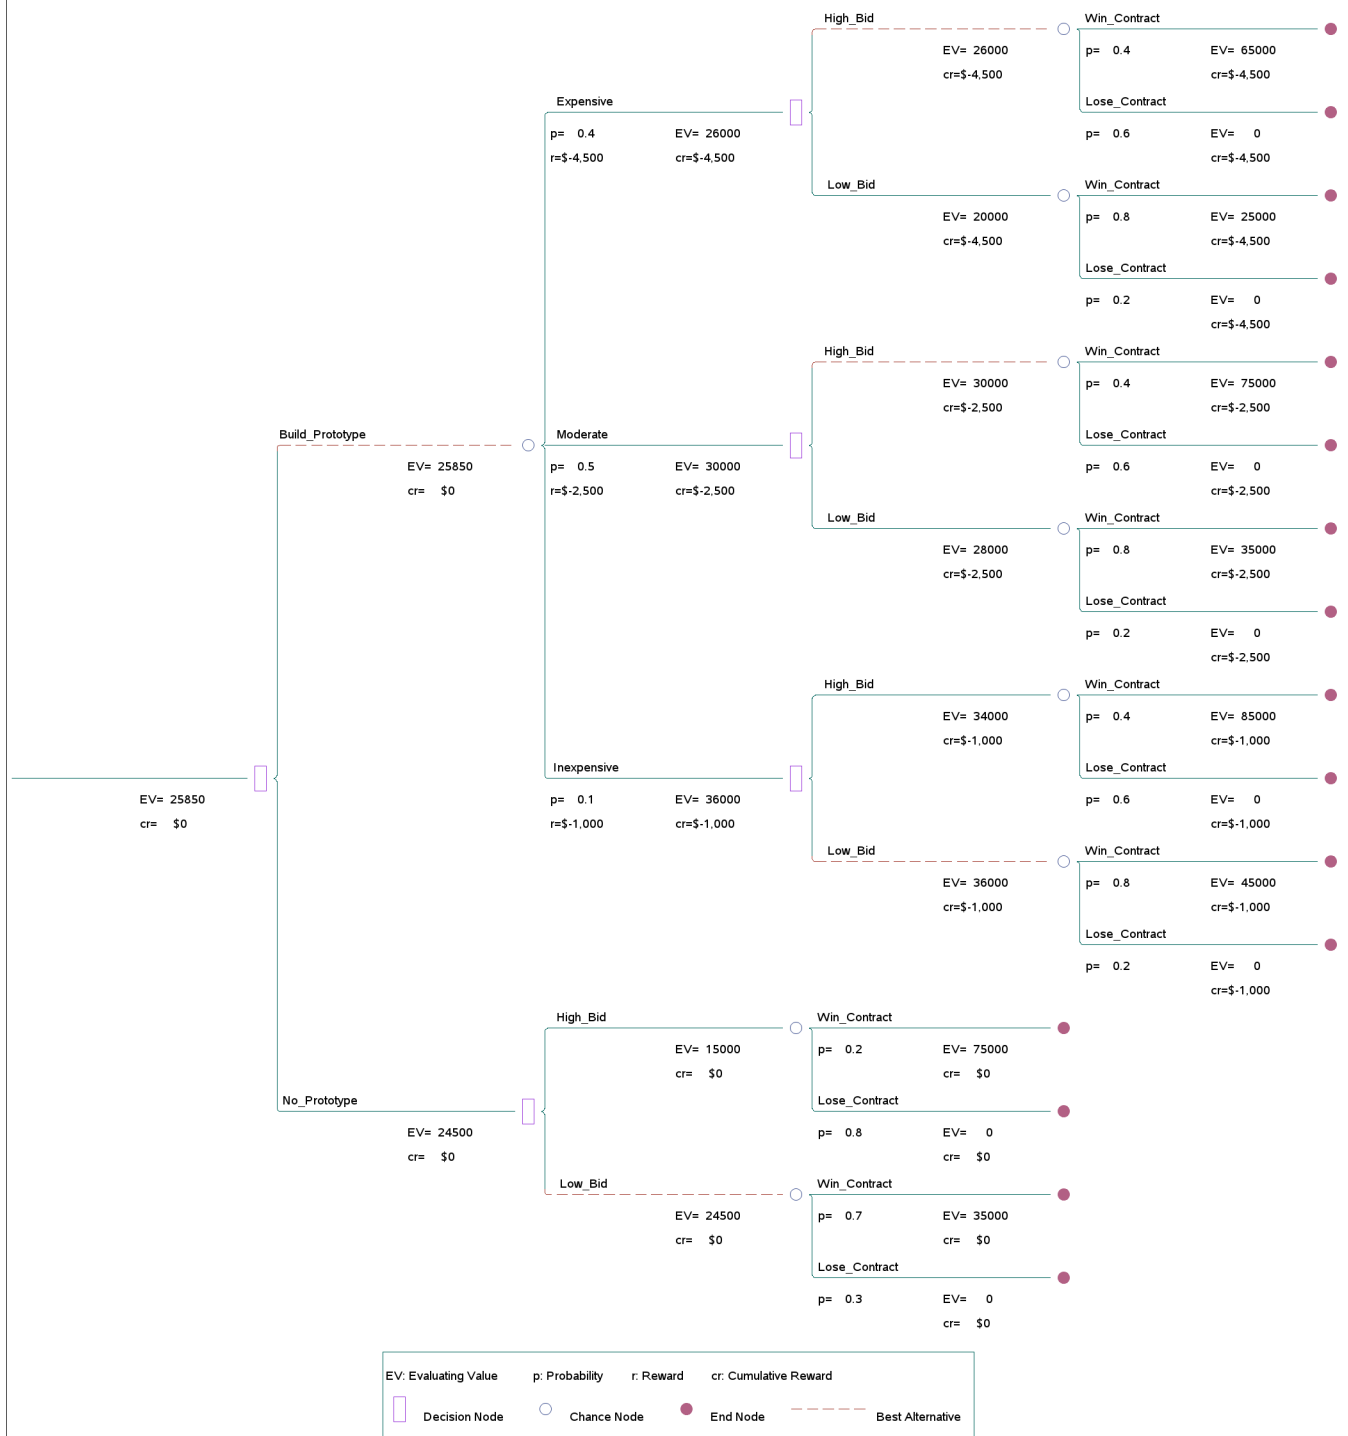 High_Bid Win_Contract
EV= 26000 p= 0.4 EV= 65000
cr=$-4,500 cr=$-4,500
Expensive Lose_Contract
p= 0.4 EV= 26000 p= 0.6 EV= 0
r=$-4,500 cr=$-4,500 cr=$-4,500
Low_Bid Win_Contract
EV= 20000 p= 0.8 EV= 25000
cr=$-4,500 cr=$-4,500
Lose_Contract
p= 0.2 EV= 0
cr=$-4,500
High_Bid Win_Contract
EV= 30000 p= 0.4 EV= 75000
cr=$-2,500 cr=$-2,500
Build_Prototype Moderate Lose_Contract
EV= 25850 p= 0.5 EV= 30000 p= 0.6 EV= 0
cr= $0 r=$-2,500 cr=$-2,500 cr=$-2,500
Low_Bid Win_Contract
EV= 28000 p= 0.8 EV= 35000
cr=$-2,500 cr=$-2,500
Lose_Contract
p= 0.2 EV= 0
cr=$-2,500
High_Bid Win_Contract
EV= 34000 p= 0.4 EV= 85000
cr=$-1,000 cr=$-1,000
Inexpensive Lose_Contract
EV= 25850 p= 0.1 EV= 36000 p= 0.6 EV= 0
cr= $0 r=$-1,000 cr=$-1,000 cr=$-1,000
Low_Bid Win_Contract
EV= 36000 p= 0.8 EV= 45000
cr=$-1,000 cr=$-1,000
Lose_Contract
p= 0.2 EV= 0
cr=$-1,000
High_Bid Win_Contract
EV= 15000 p= 0.2 EV= 75000
cr= $0 cr= $0
No_Prototype Lose_Contract
EV= 24500 p= 0.8 EV= 0
cr= $0 cr= $0
Low_Bid Win_Contract
EV= 24500 p= 0.7 EV= 35000
cr= $0 cr= $0
Lose_Contract
p= 0.3 EV= 0
cr= $0
EV: Evaluating Value p: Probability r: Reward cr: Cumulative Reward
Decision Node Chance Node End Node Best Alternative